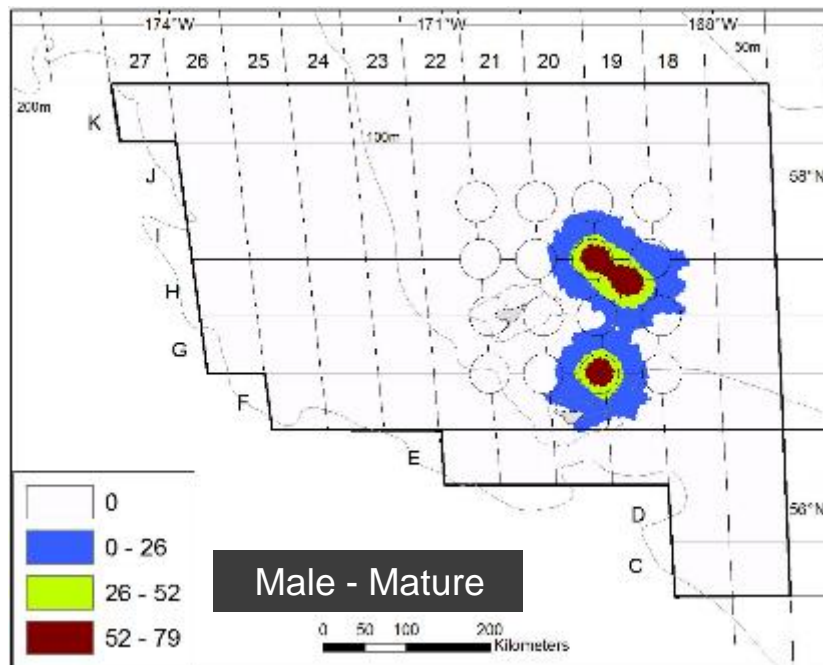 174°W 171°W 168°W
27 26 25 24 23 22 21 20 19 18
50m
200m
K
100m
J
58°N
I
H
G
F
E
D
56°N
C
0
0 - 26
26 - 52
52 - 79
Male - Mature
0 50 100 200
Kilometers